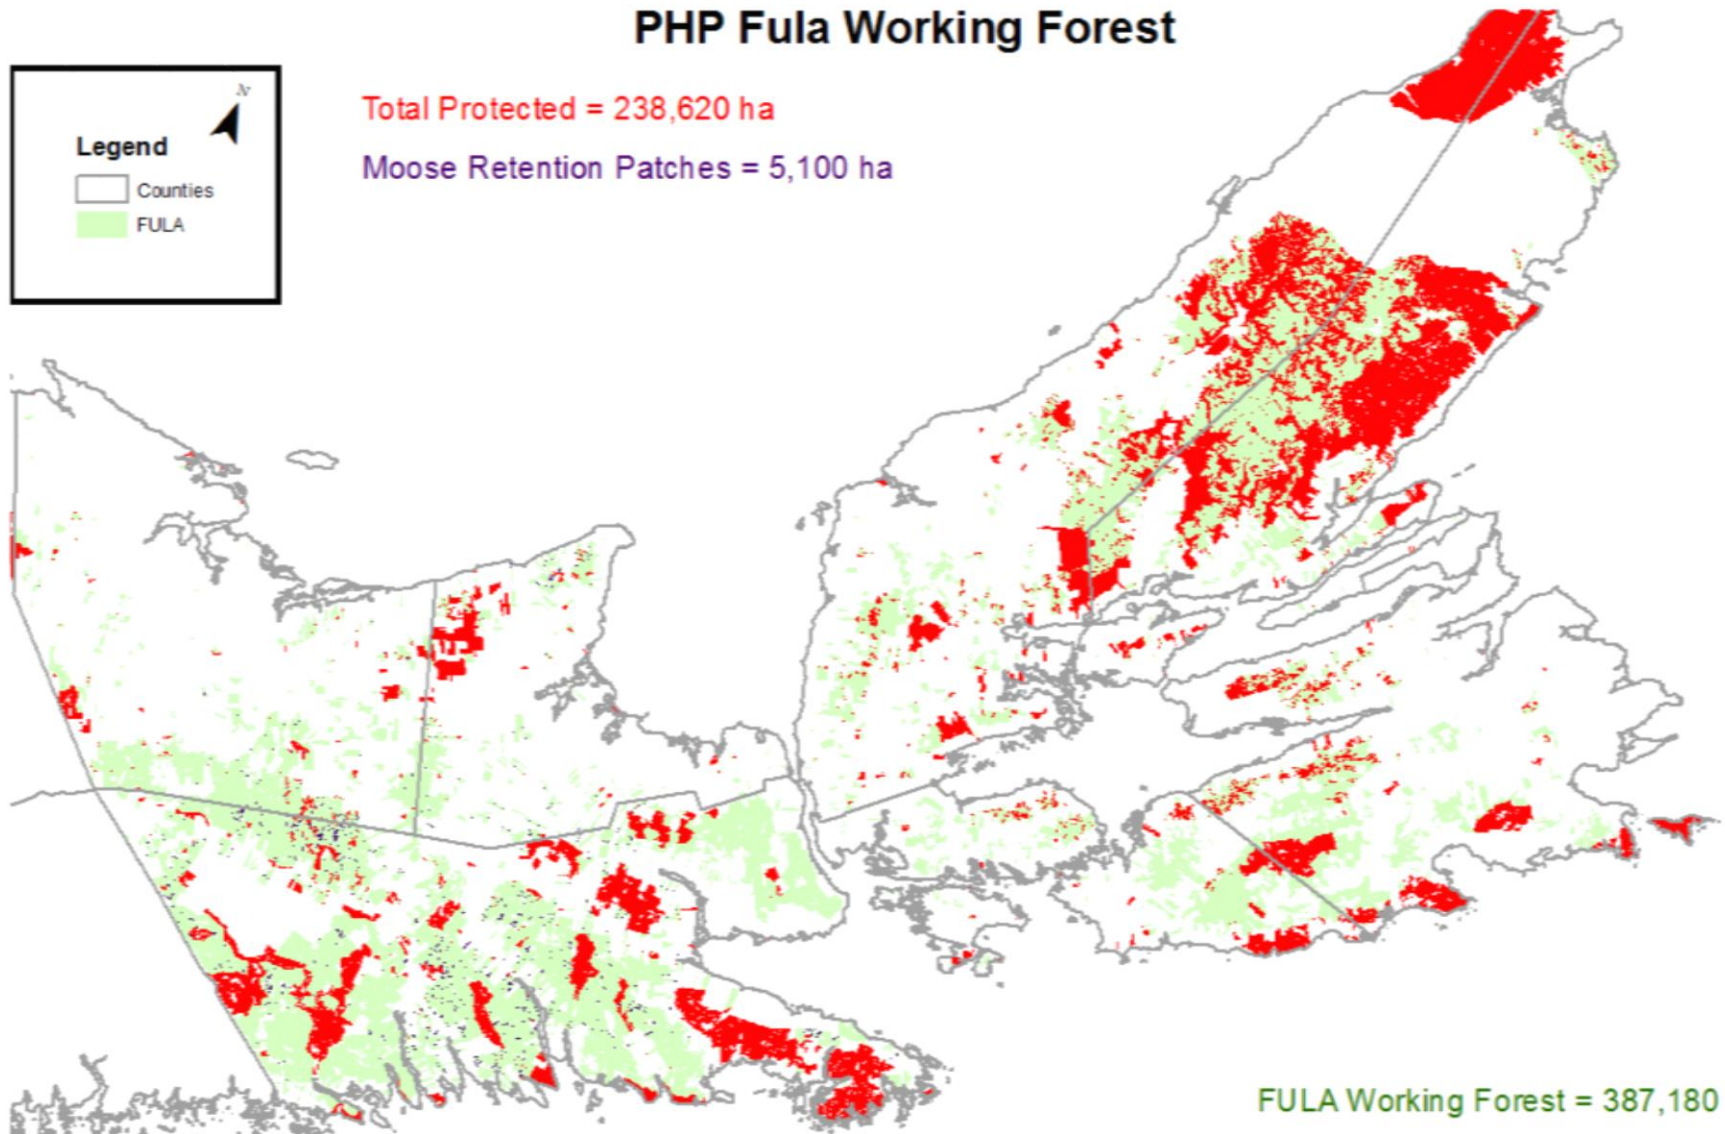 PHP Fula Working Forest
N
Legend
Counties
FULA
Total Protected = 238,620 ha
Moose Retention Patches = 5,100 ha
FULA Working Forest = 387,180